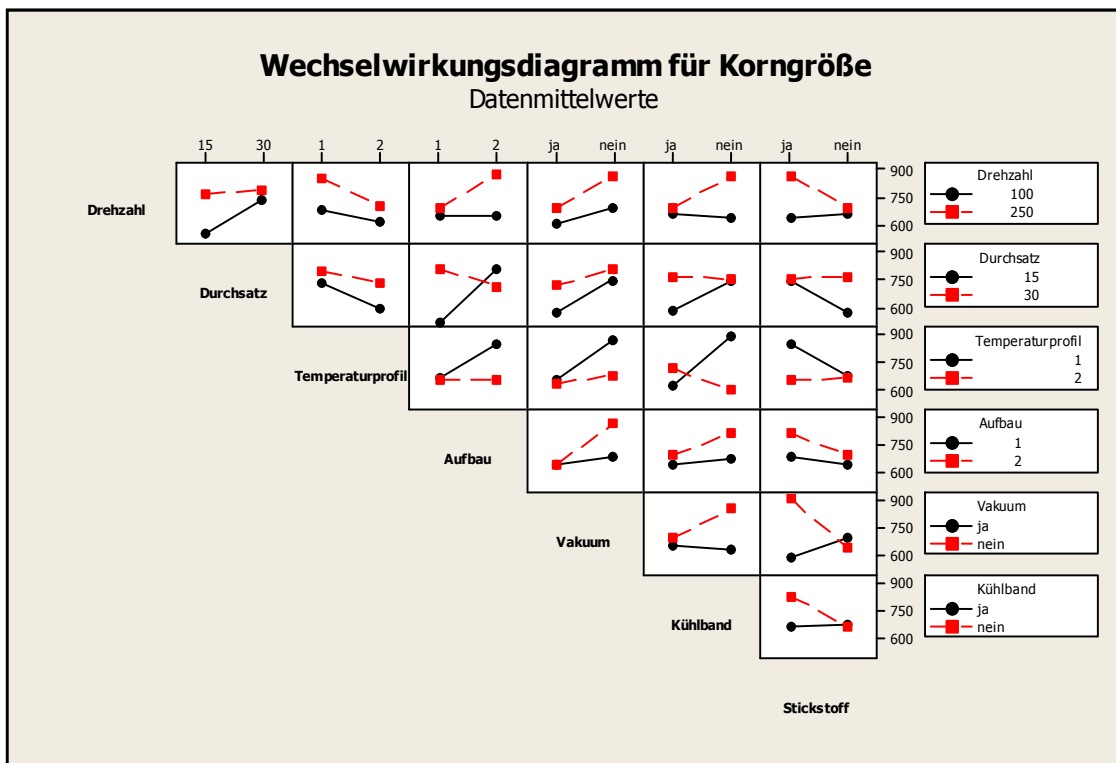 Wechselwirkungsdiagramm für Korngröße
Datenmittelwerte
15 30 1 2 1 2 ja nein ja nein ja nein
Drehzahl
900
750
600
Drehzahl
100
250
Durchsatz
900
750
600
Durchsatz
15
30
Temperaturprofil
900
750
600
Temperaturprofil
1
2
Aufbau
900
750
600
Aufbau
1
2
Vakuum
900
750
600
Vakuum
ja
nein
Kühlband
900
750
600
Kühlband
ja
nein
Stickstoff